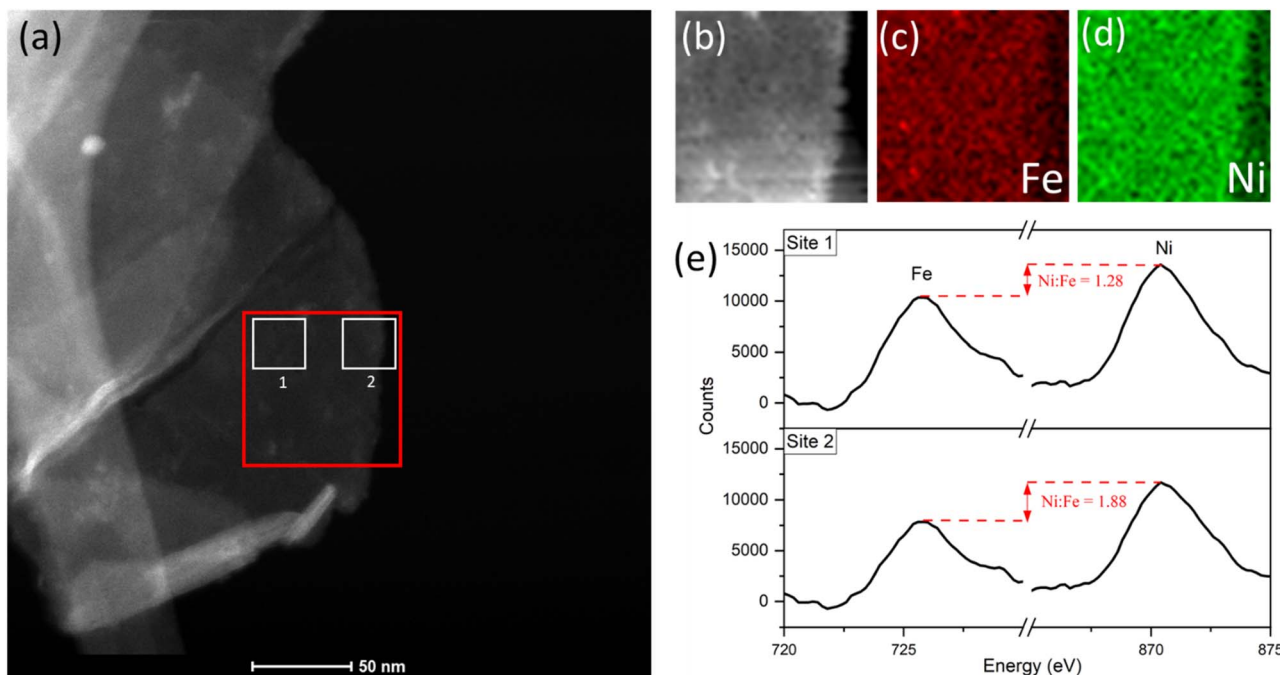 (a)
1
2
50 nm
(b)
(c)
Fe
(d)
Ni
(e)
Site 1
Fe
Ni
Ni:Fe = 1.28
15000
10000
5000
0
Site 2
Ni:Fe = 1.88
15000
10000
5000
0
Counts
720
725
870
875
Energy (eV)